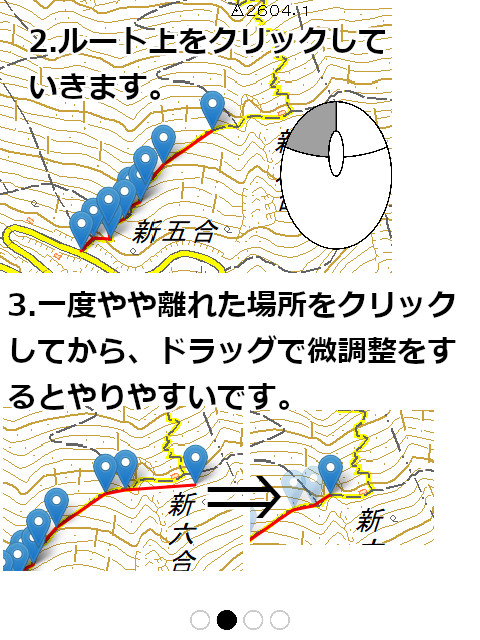 △2604.1
2.ルート上をクリックして
いきます。
新五合
3.一度やや離れた場所をクリック
してから、ドラッグで微調整をす
るとやりやすいです。
新
六
合
新